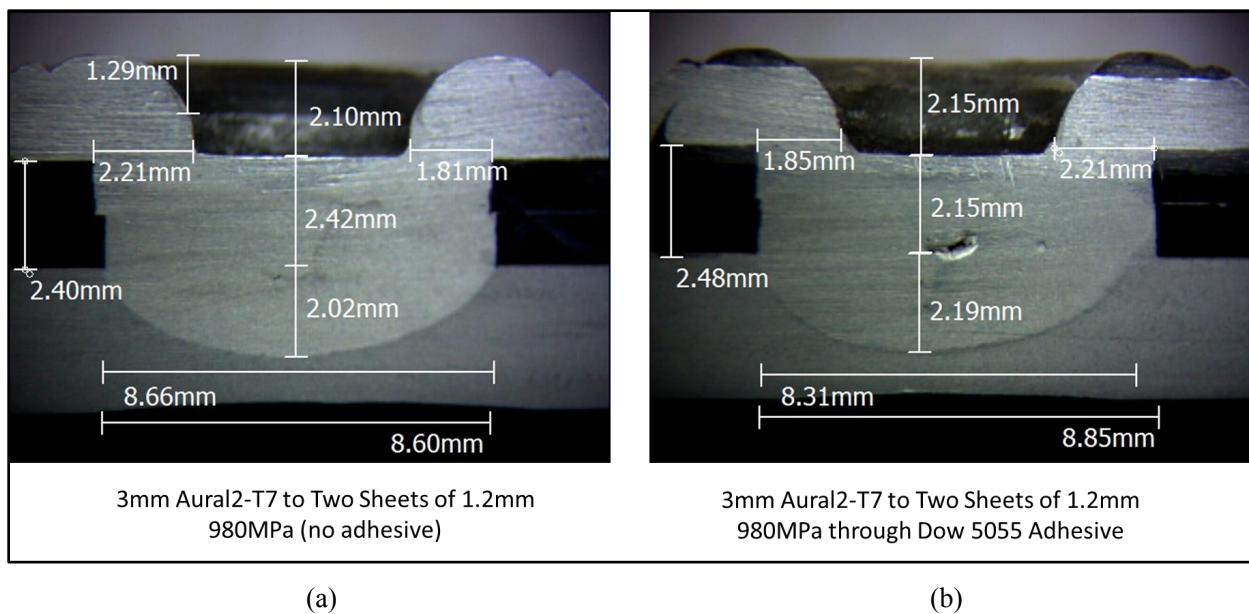 1.29mm
2.10mm
2.21mm
1.81mm
2.42mm
2.40mm
2.02mm
8.66mm
8.60mm
2.15mm
1.85mm
2.21mm
2.15mm
2.48mm
2.19mm
8.31mm
8.85mm
3mm Aural2-T7 to Two Sheets of 1.2mm
980MPa (no adhesive)
3mm Aural2-T7 to Two Sheets of 1.2mm
980MPa through Dow 5055 Adhesive
(a)
(b)